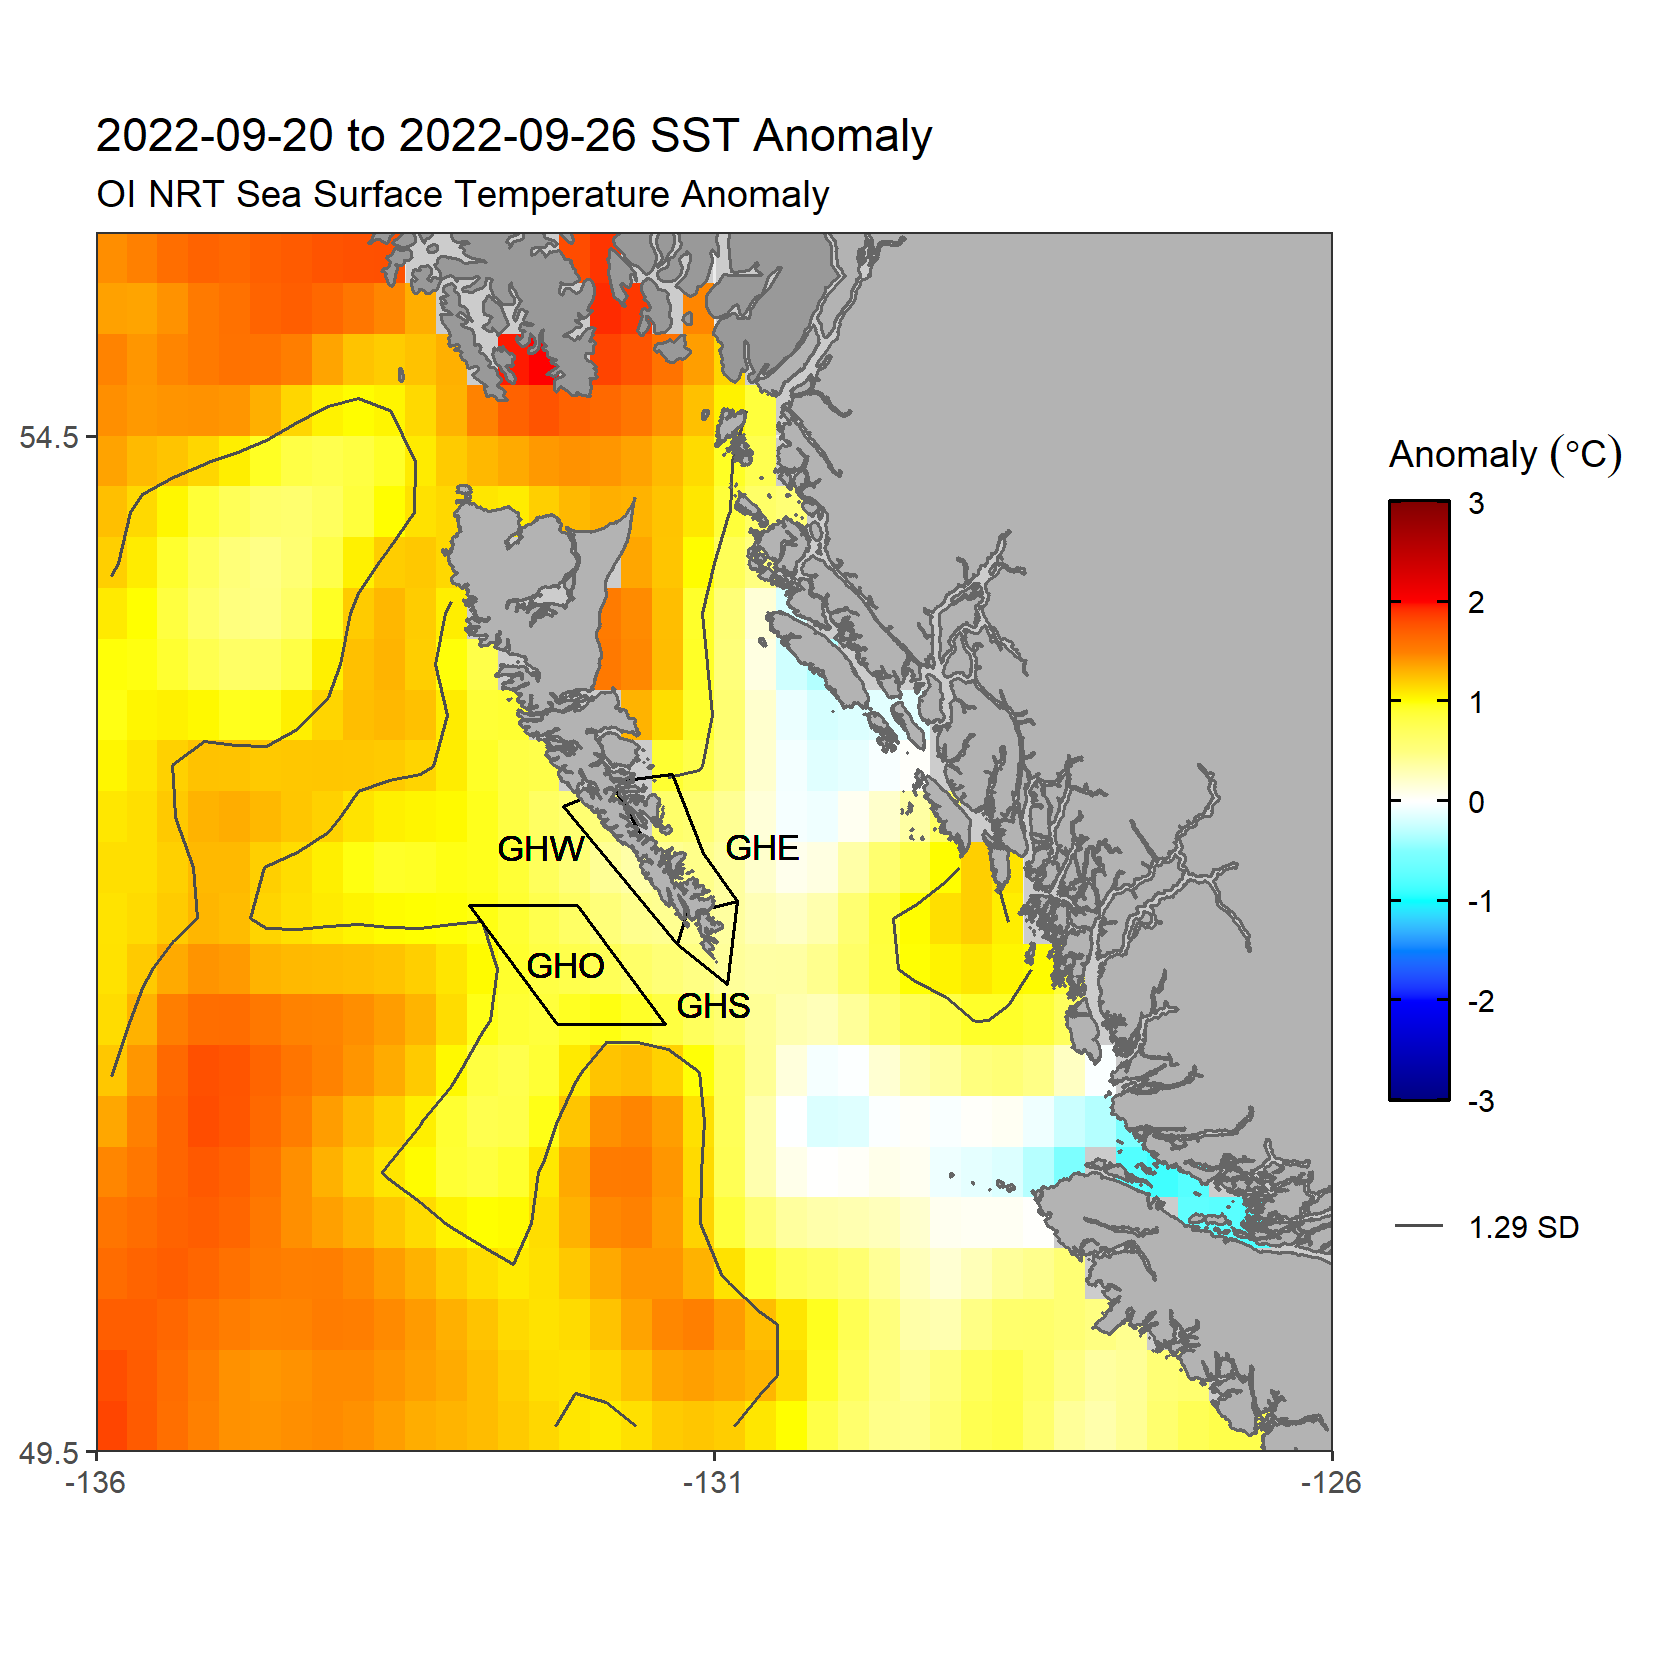 2022-09-20 to 2022-09-26 SST Anomaly
OI NRT Sea Surface Temperature Anomaly
54.5
49.5
-136
-131
-126
GHW
GHE
GHO
GHS
Anomaly (°C)
3
2
1
0
-1
-2
-3
1.29 SD